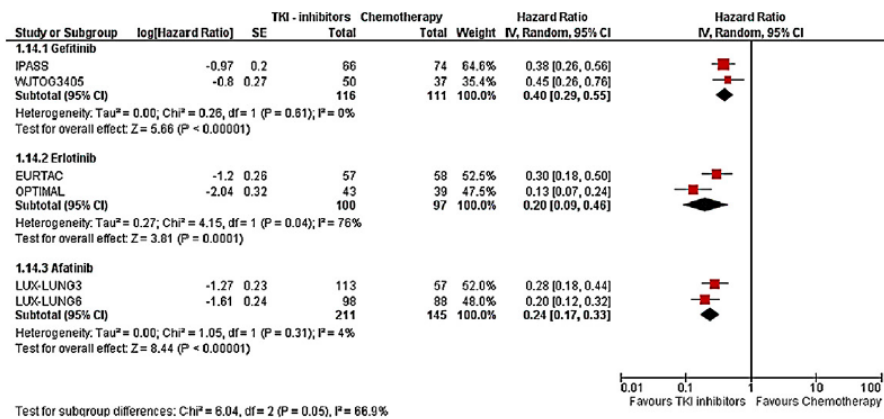 TKI - inhibitors Chemotherapy Hazard Ratio Hazard Ratio
Study or Subgroup log[Hazard Ratio] SE Total Total Weight IV, Random, 95% CI IV, Random, 95% CI
1.14.1 Gefitinib
IPASS -0.97 0.2 66 74 64.6% 0.38 [0.26, 0.56]
WJTOG3405 -0.8 0.27 50 37 35.4% 0.45 [0.26, 0.76]
Subtotal (95% CI) 116 111 100.0% 0.40 [0.29, 0.55]
Heterogeneity: Tau² = 0.00; Chi² = 0.26, df = 1 (P = 0.61); I² = 0%
Test for overall effect: Z = 5.66 (P < 0.00001)
1.14.2 Erlotinib
EURTAC -1.2 0.26 57 58 52.5% 0.30 [0.18, 0.50]
OPTIMAL -2.04 0.32 43 39 47.5% 0.13 [0.07, 0.24]
Subtotal (95% CI) 100 97 100.0% 0.20 [0.09, 0.46]
Heterogeneity: Tau² = 0.27; Chi² = 4.15, df = 1 (P = 0.04); I² = 76%
Test for overall effect: Z = 3.81 (P = 0.0001)
1.14.3 Afatinib
LUX-LUNG3 -1.27 0.23 113 57 52.0% 0.28 [0.18, 0.44]
LUX-LUNG6 -1.61 0.24 98 88 48.0% 0.20 [0.12, 0.32]
Subtotal (95% CI) 211 145 100.0% 0.24 [0.17, 0.33]
Heterogeneity: Tau² = 0.00; Chi² = 1.05, df = 1 (P = 0.31); I² = 4%
Test for overall effect: Z = 8.44 (P < 0.00001)
0.01 0.1 1 10 100
Favours TKI inhibitors Favours Chemotherapy
Test for subgroup differences: Chi² = 6.04, df = 2 (P = 0.05), I² = 66.9%